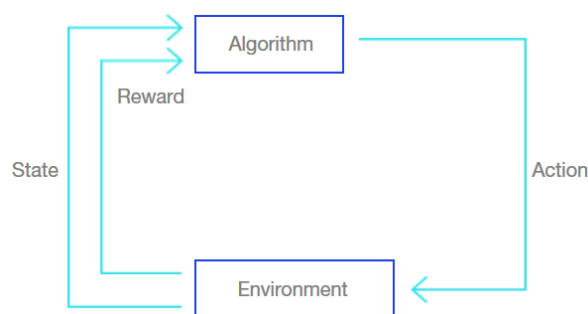 Algorithm
Reward
State
Action
Environment